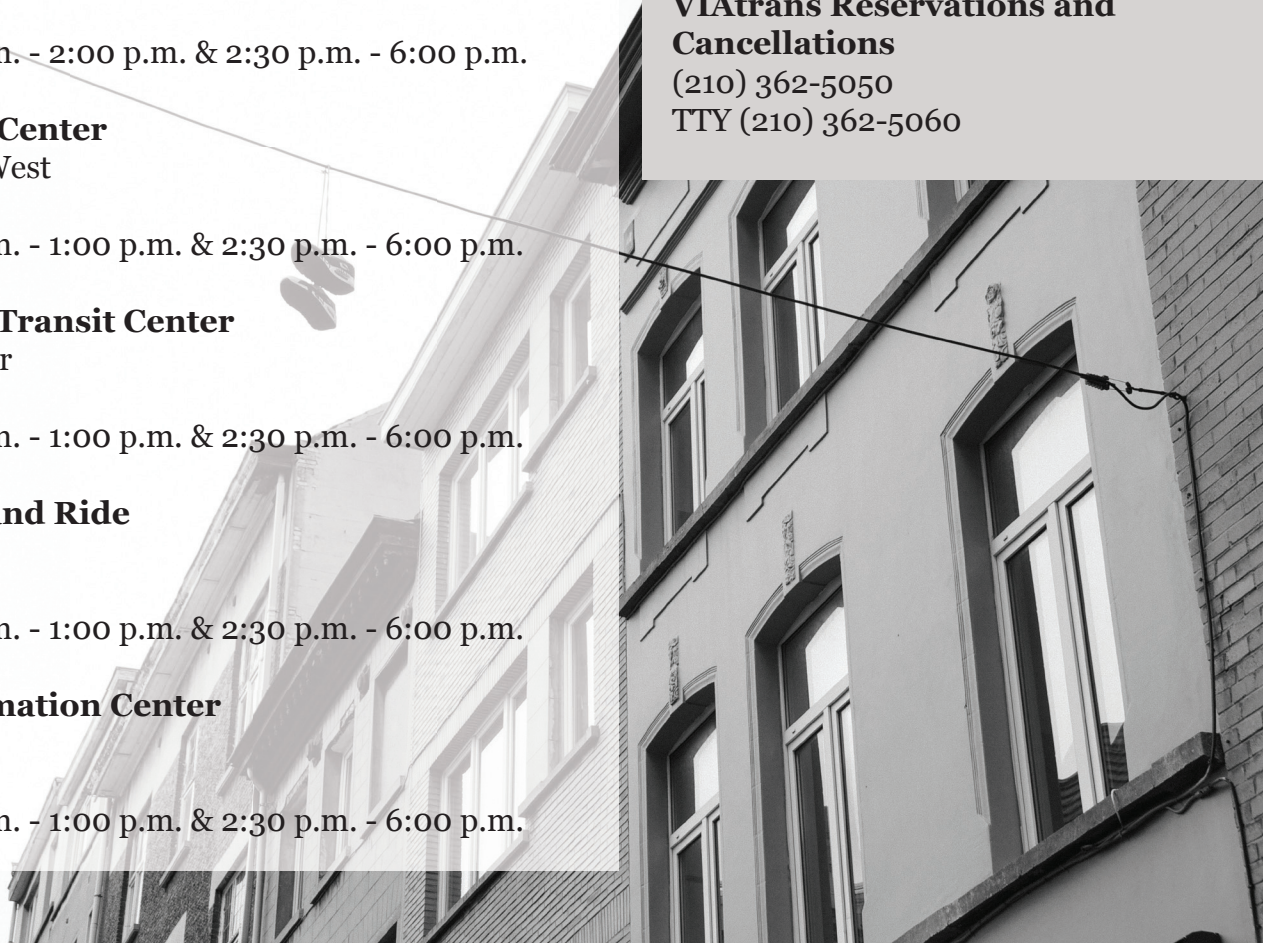 . - 2:00 p.m. & 2:30 p.m. - 6:00 p.m.
Center
West
. - 1:00 p.m. & 2:30 p.m. - 6:00 p.m.
Transit Center
r
. - 1:00 p.m. & 2:30 p.m. - 6:00 p.m.
nd Ride
. - 1:00 p.m. & 2:30 p.m. - 6:00 p.m.
mation Center
. - 1:00 p.m. & 2:30 p.m. - 6:00 p.m.
VIAtrans Reservations and
Cancellations
(210) 362-5050
TTY (210) 362-5060